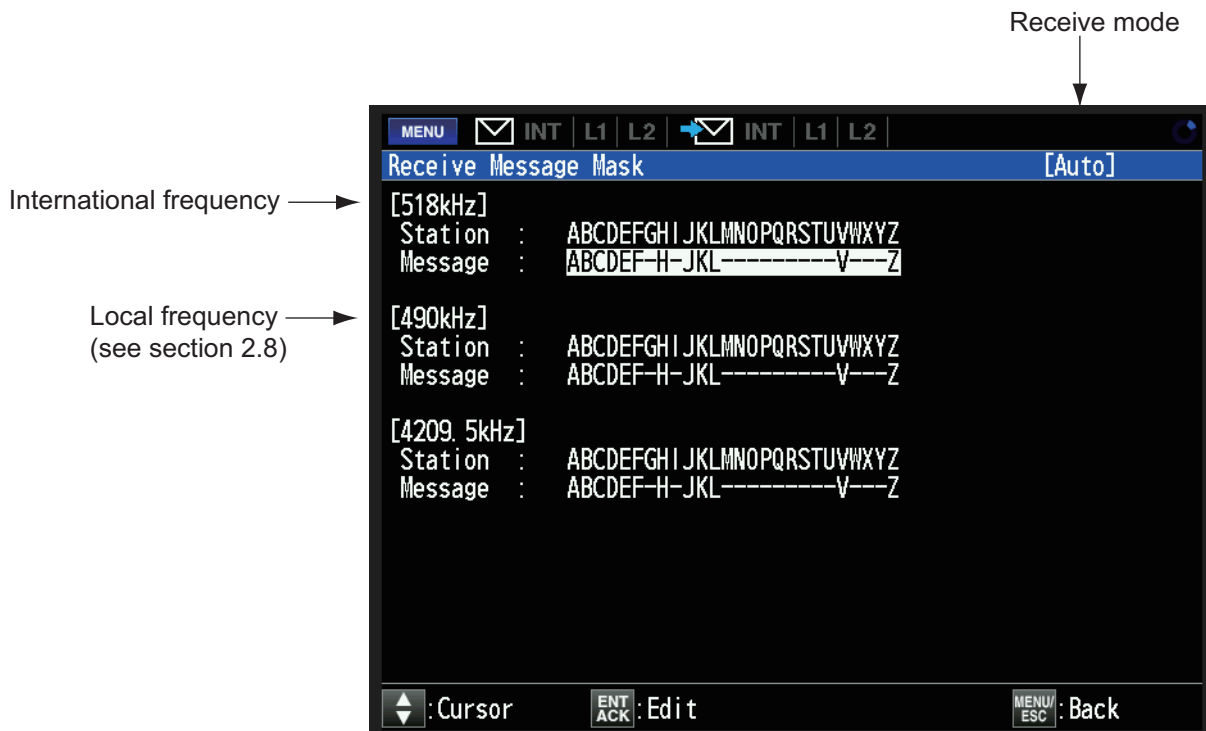 Receive mode
MENU INT L1 L2 INT L1 L2
Receive Message Mask [Auto]
International frequency
[518kHz]
Station : ABCDEFGHIJKLMNOPQRSTUVWXYZ
Message : ABCDEF-H-JKL---------V---Z
Local frequency
(see section 2.8)
[490kHz]
Station : ABCDEFGHIJKLMNOPQRSTUVWXYZ
Message : ABCDEF-H-JKL---------V---Z
[4209.5kHz]
Station : ABCDEFGHIJKLMNOPQRSTUVWXYZ
Message : ABCDEF-H-JKL---------V---Z
:Cursor ENT ACK :Edit MENU/ESC :Back